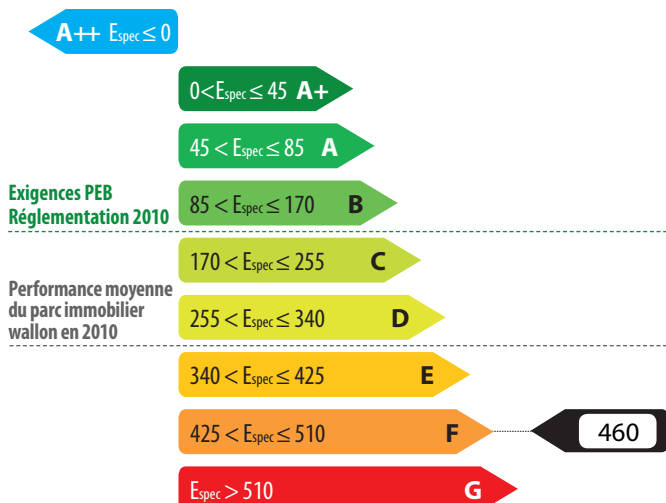 A++ Espec ≤ 0
0<Espec ≤ 45 A+
45 < Espec ≤ 85 A
Exigences PEB
Réglementation 2010
85 < Espec ≤ 170 B
170 < Espec ≤ 255 C
Performance moyenne
du parc immobilier
wallon en 2010
255 < Espec ≤ 340 D
340 < Espec ≤ 425 E
425 < Espec ≤ 510 F
460
Espec > 510 G